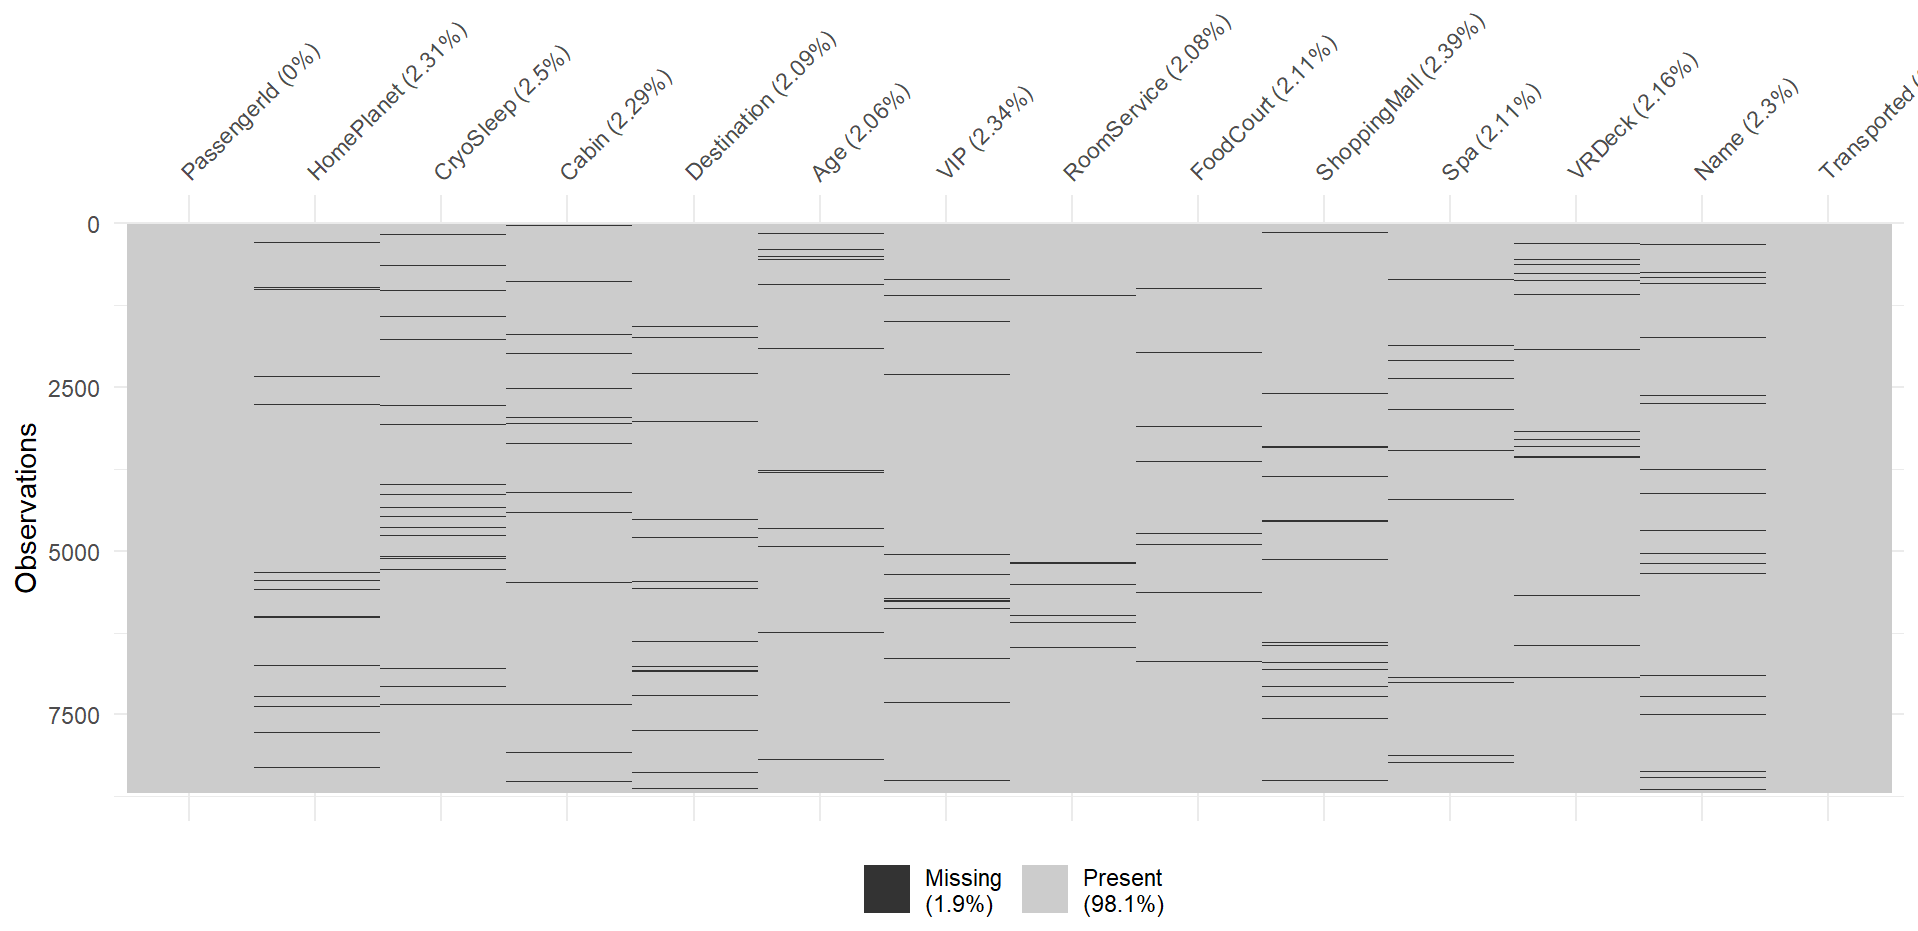 PassengerId (0%)
HomePlanet (2.31%)
CryoSleep (2.5%)
Cabin (2.29%)
Destination (2.09%)
Age (2.06%)
VIP (2.34%)
RoomService (2.08%)
FoodCourt (2.11%)
ShoppingMall (2.39%)
Spa (2.11%)
VRDeck (2.16%)
Name (2.3%)
Transported (
0
2500
5000
7500
Observations
Missing
(1.9%)
Present
(98.1%)